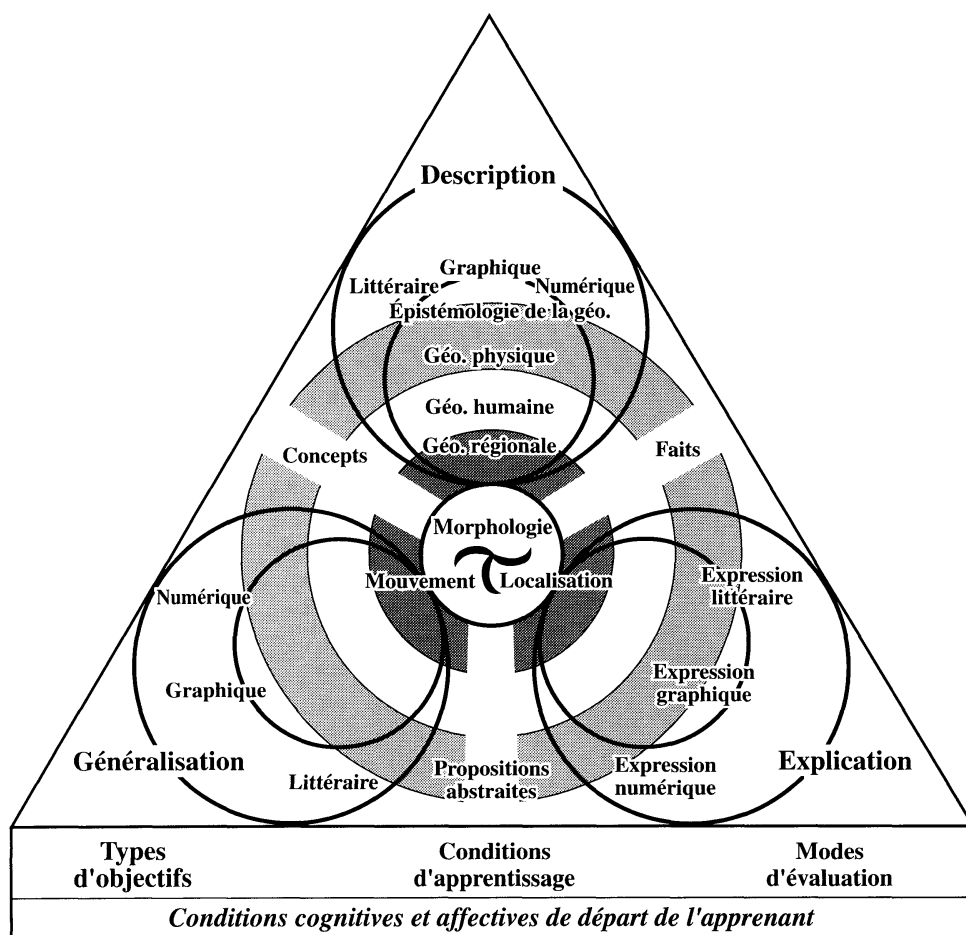 Description
Graphique
Littéraire
Numérique
Épistémologie de la géo.
Géo. physique
Géo. humaine
Géo. régionale
Concepts
Faits
Morphologie
Mouvement
Localisation
Numérique
Expression
littéraire
Graphique
Expression
graphique
Généralisation
Explication
Littéraire
Propositions
abstraites
Expression
numérique
Types
d'objectifs
Conditions
d'apprentissage
Modes
d'évaluation
Conditions cognitives et affectives de départ de l'apprenant